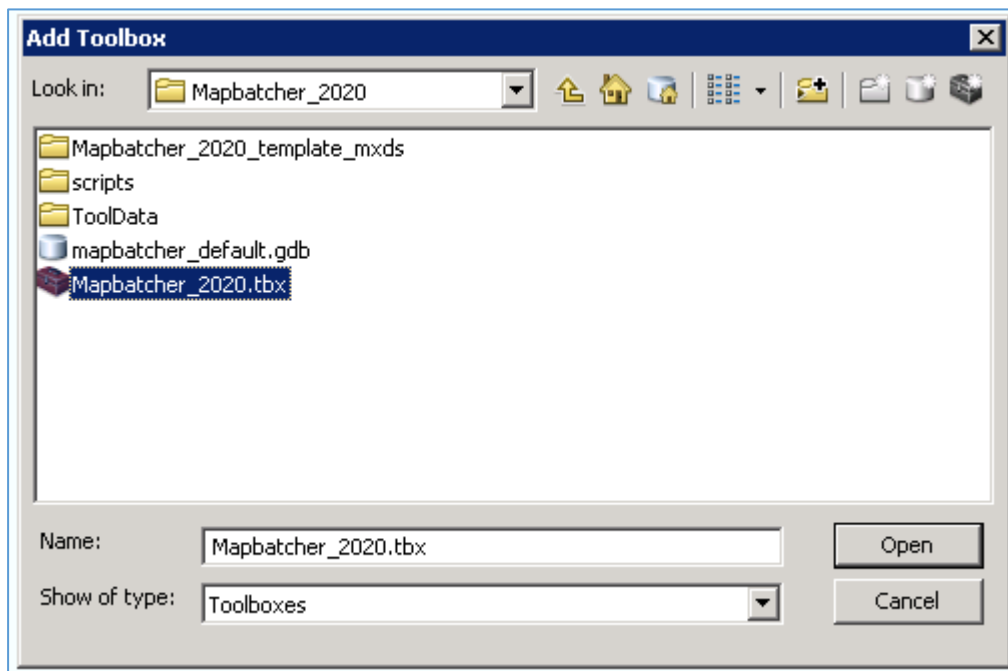 Add Toolbox
Look in: Mapbatcher_2020
Mapbatcher_2020_template_mxds
scripts
ToolData
mapbatcher_default.gdb
Mapbatcher_2020.tbx
Name: Mapbatcher_2020.tbx Open
Show of type: Toolboxes Cancel